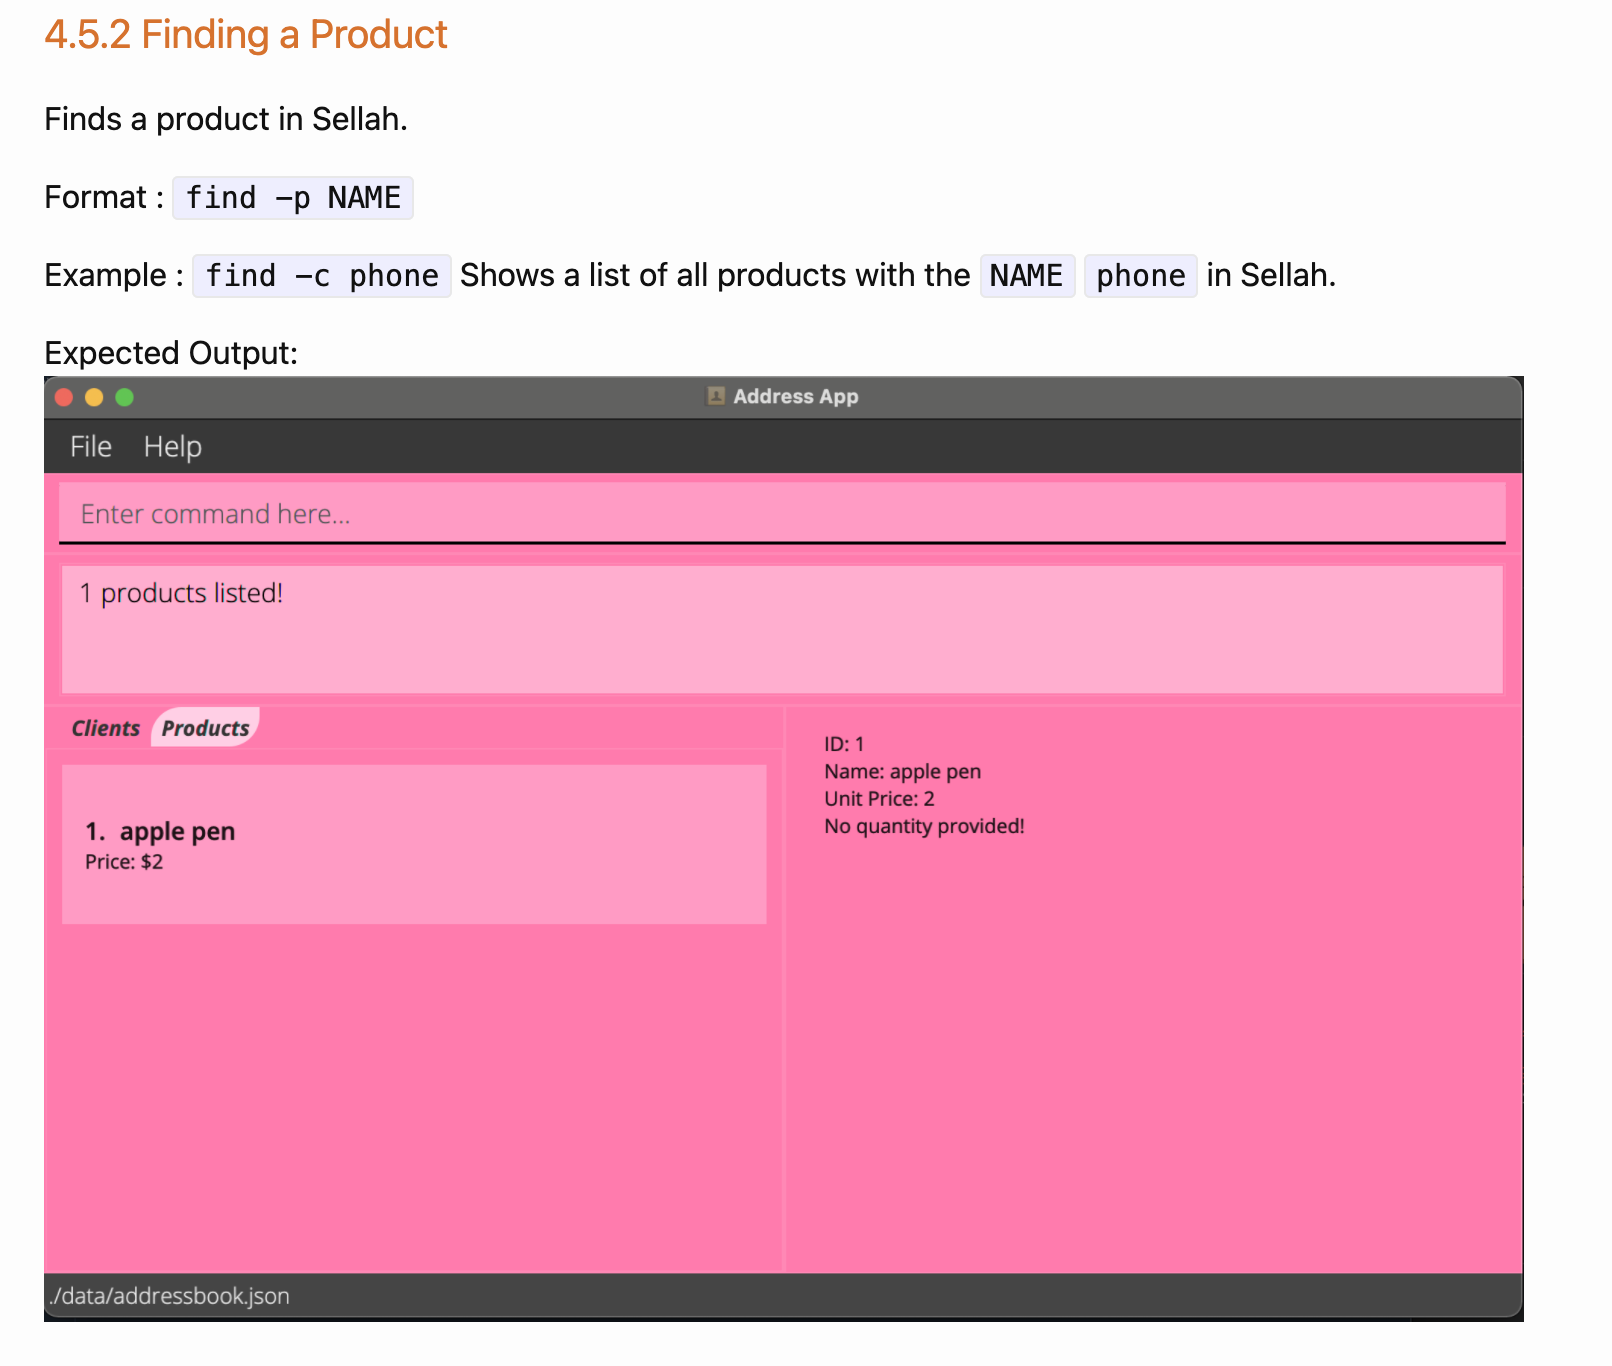 4.5.2 Finding a Product
Finds a product in Sellah.
Format : find -p NAME
Example : find -c phone Shows a list of all products with the NAME phone in Sellah.
Expected Output:
Address App
File Help
Enter command here...
1 products listed!
Clients Products
1. apple pen
Price: $2
ID: 1
Name: apple pen
Unit Price: 2
No quantity provided!
./data/addressbook.json